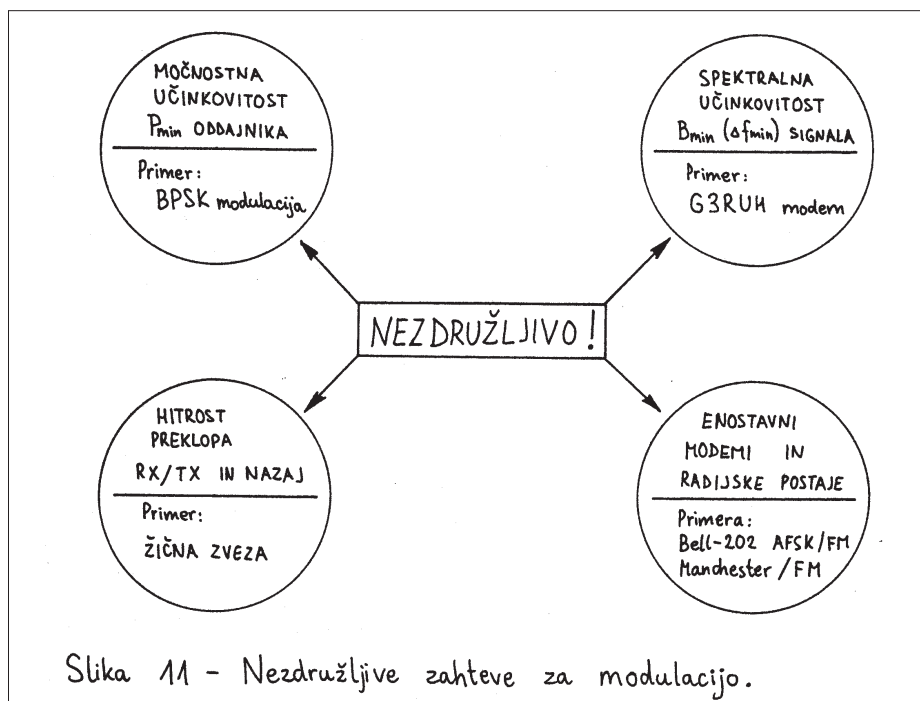 MOČNOSTNA
UČINKOVITOST
Pmin ODDAJNIKA
Primer:
BPSK modulacija
SPEKTRALNA
UČINKOVITOST
Bmin (Δfmin) SIGNALA
Primer:
G3RUH modem
NEZDRUŽLJIVO!
HITROST
PREKLOPA
RX/TX IN NAZAJ
Primer:
ŽIČNA ZVEZA
ENOSTAVNI
MODEMI IN
RADIJSKE POSTAJE
Primera:
Bell-202 AFSK/FM
Manchester/FM
Slika 11 - Nezdružljive zahteve za modulacijo.